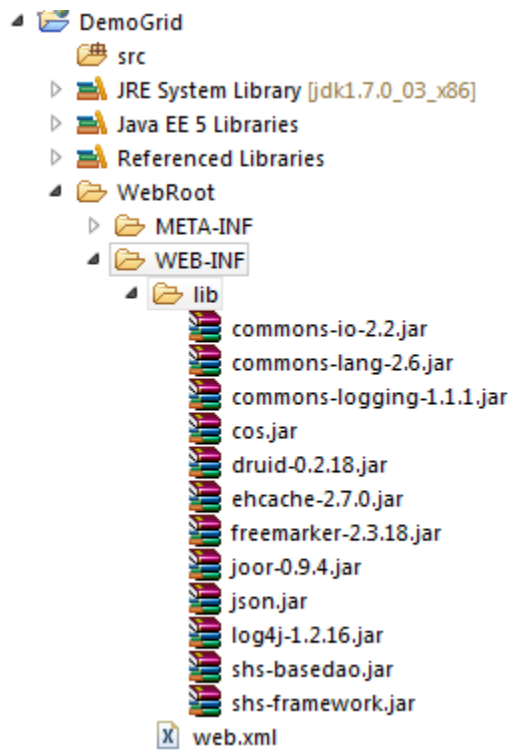 DemoGrid
src
JRE System Library [jdk1.7.0_03_x86]
Java EE 5 Libraries
Referenced Libraries
WebRoot
META-INF
WEB-INF
lib
commons-io-2.2.jar
commons-lang-2.6.jar
commons-logging-1.1.1.jar
cos.jar
druid-0.2.18.jar
ehcache-2.7.0.jar
freemarker-2.3.18.jar
joor-0.9.4.jar
json.jar
log4j-1.2.16.jar
shs-basedao.jar
shs-framework.jar
web.xml